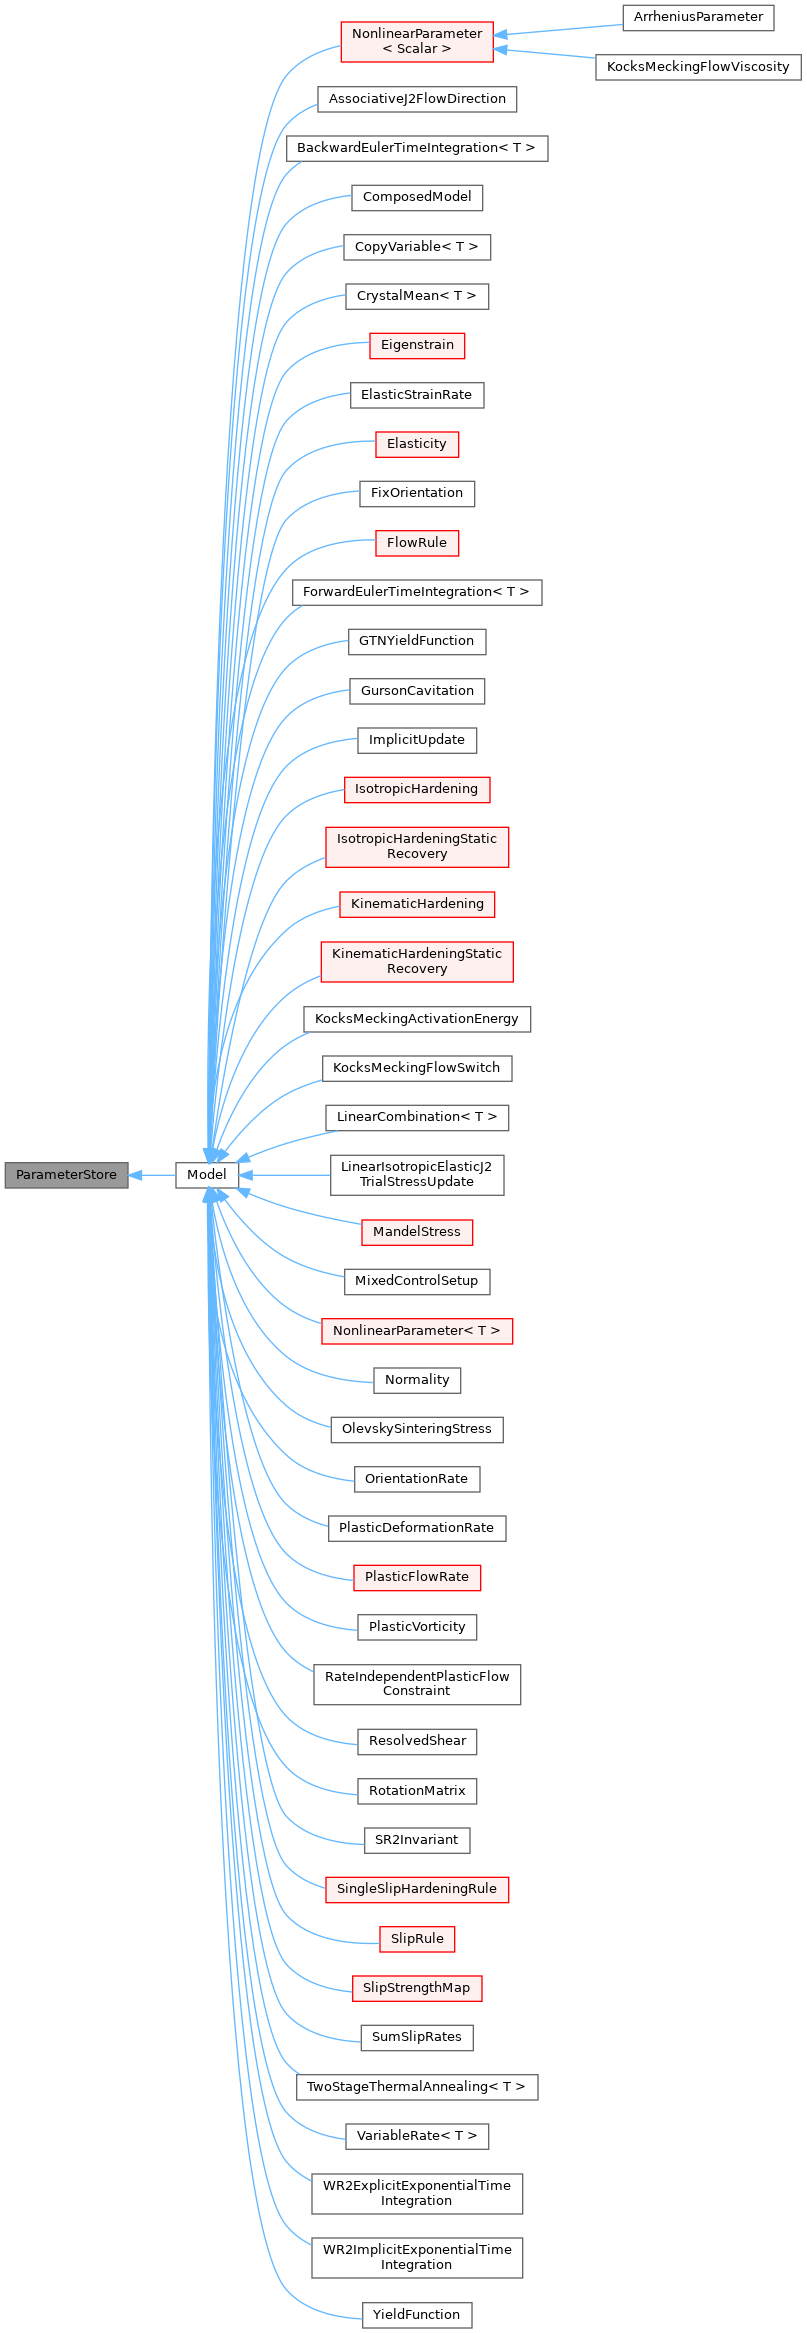 NonlinearParameter
< Scalar >
ArrheniusParameter
KocksMeckingFlowViscosity
AssociativeJ2FlowDirection
BackwardEulerTimeIntegration< T >
ComposedModel
CopyVariable< T >
CrystalMean< T >
Eigenstrain
ElasticStrainRate
Elasticity
FixOrientation
FlowRule
ForwardEulerTimeIntegration< T >
GTNYieldFunction
GursonCavitation
ImplicitUpdate
IsotropicHardening
IsotropicHardeningStatic
Recovery
KinematicHardening
KinematicHardeningStatic
Recovery
KocksMeckingActivationEnergy
KocksMeckingFlowSwitch
LinearCombination< T >
ParameterStore
Model
LinearIsotropicElasticJ2
TrialStressUpdate
MandelStress
MixedControlSetup
NonlinearParameter< T >
Normality
OlevskySinteringStress
OrientationRate
PlasticDeformationRate
PlasticFlowRate
PlasticVorticity
RateIndependentPlasticFlow
Constraint
ResolvedShear
RotationMatrix
SR2Invariant
SingleSlipHardeningRule
SlipRule
SlipStrengthMap
SumSlipRates
TwoStageThermalAnnealing< T >
VariableRate< T >
WR2ExplicitExponentialTime
Integration
WR2ImplicitExponentialTime
Integration
YieldFunction